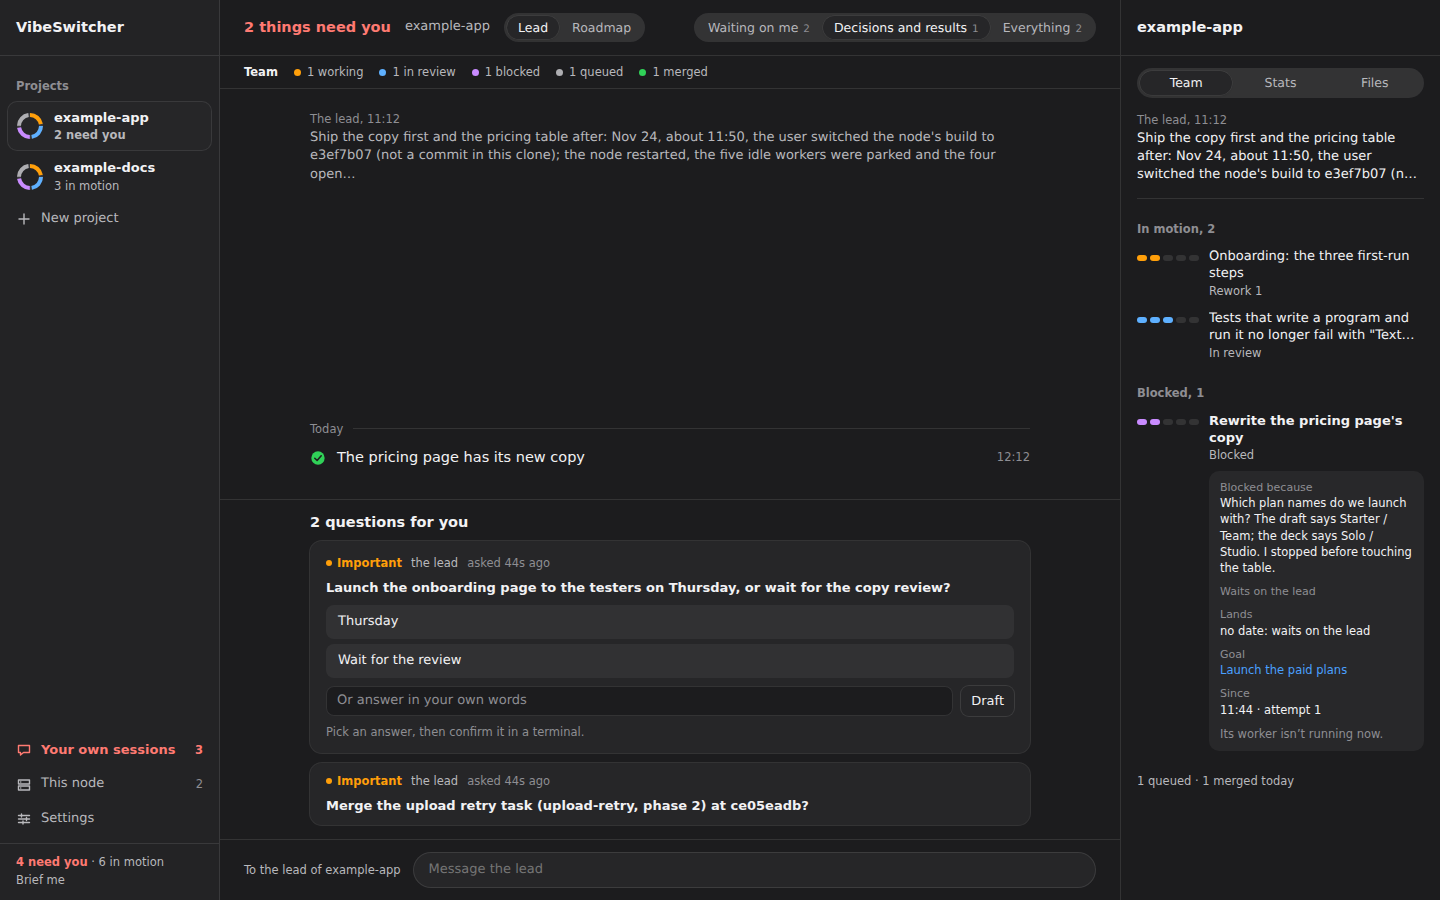 VibeSwitcher
Projects
example-app
2 need you
example-docs
3 in motion
New project
Your own sessions 3
This node 2
Settings
4 need you · 6 in motion
Brief me
2 things need you example-app Lead Roadmap Waiting on me 2 Decisions and results 1 Everything 2
Team 1 working 1 in review 1 blocked 1 queued 1 merged
The lead, 11:12
Ship the copy first and the pricing table after: Nov 24, about 11:50, the user switched the node's build to
e3ef7b07 (not a commit in this clone); the node restarted, the five idle workers were parked and the four
open…
Today
The pricing page has its new copy 12:12
2 questions for you
Important the lead asked 44s ago
Launch the onboarding page to the testers on Thursday, or wait for the copy review?
Thursday
Wait for the review
Or answer in your own words Draft
Pick an answer, then confirm it in a terminal.
Important the lead asked 44s ago
Merge the upload retry task (upload-retry, phase 2) at ce05eadb?
To the lead of example-app Message the lead
example-app
Team Stats Files
The lead, 11:12
Ship the copy first and the pricing table
after: Nov 24, about 11:50, the user
switched the node's build to e3ef7b07 (n…
In motion, 2
Onboarding: the three first-run
steps
Rework 1
Tests that write a program and
run it no longer fail with "Text…
In review
Blocked, 1
Rewrite the pricing page's
copy
Blocked
Blocked because
Which plan names do we launch
with? The draft says Starter /
Team; the deck says Solo /
Studio. I stopped before touching
the table.
Waits on the lead
Lands
no date: waits on the lead
Goal
Launch the paid plans
Since
11:44 · attempt 1
Its worker isn’t running now.
1 queued · 1 merged today